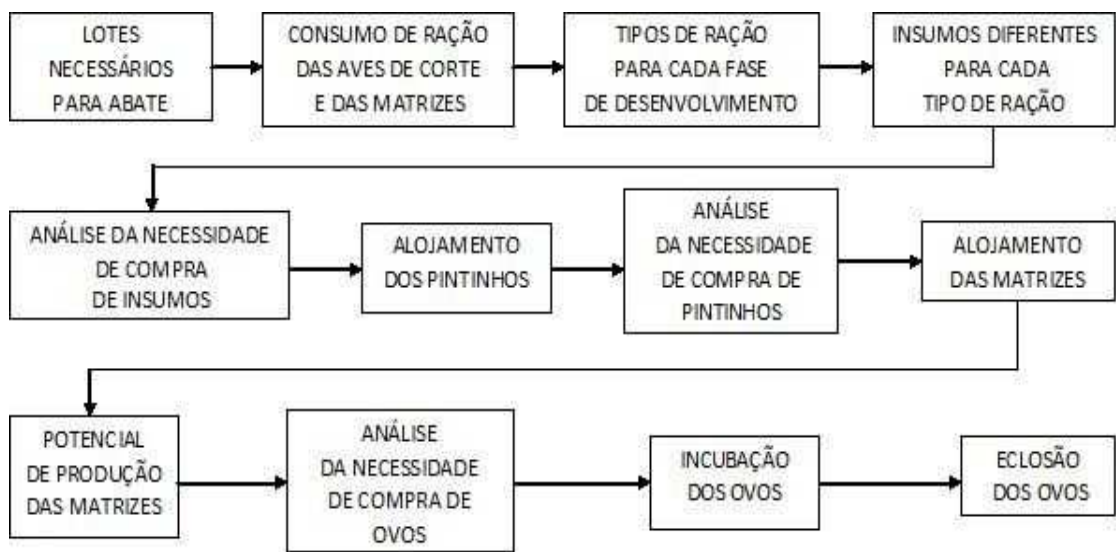 LOTES
NECESSÁRIOS
PARA ABATE
CONSUMO DE RAÇÃO
DAS AVES DE CORTE
E DAS MATRIZES
TIPOS DE RAÇÃO
PARA CADA FASE
DE DESENVOLVIMENTO
INSUMOS DIFERENTES
PARA CADA
TIPO DE RAÇÃO
ANÁLISE DA NECESSIDADE
DE COMPRA
DE INSUMOS
ALOJAMENTO
DOS PINTINHOS
ANÁLISE
DA NECESSIDADE
DE COMPRA DE
PINTINHOS
ALOJAMENTO
DAS MATRIZES
POTENCIAL
DE PRODUÇÃO
DAS MATRIZES
ANÁLISE
DA NECESSIDADE
DE COMPRA DE
OVOS
INCUBAÇÃO
DOS OVOS
ECLOSÃO
DOS OVOS